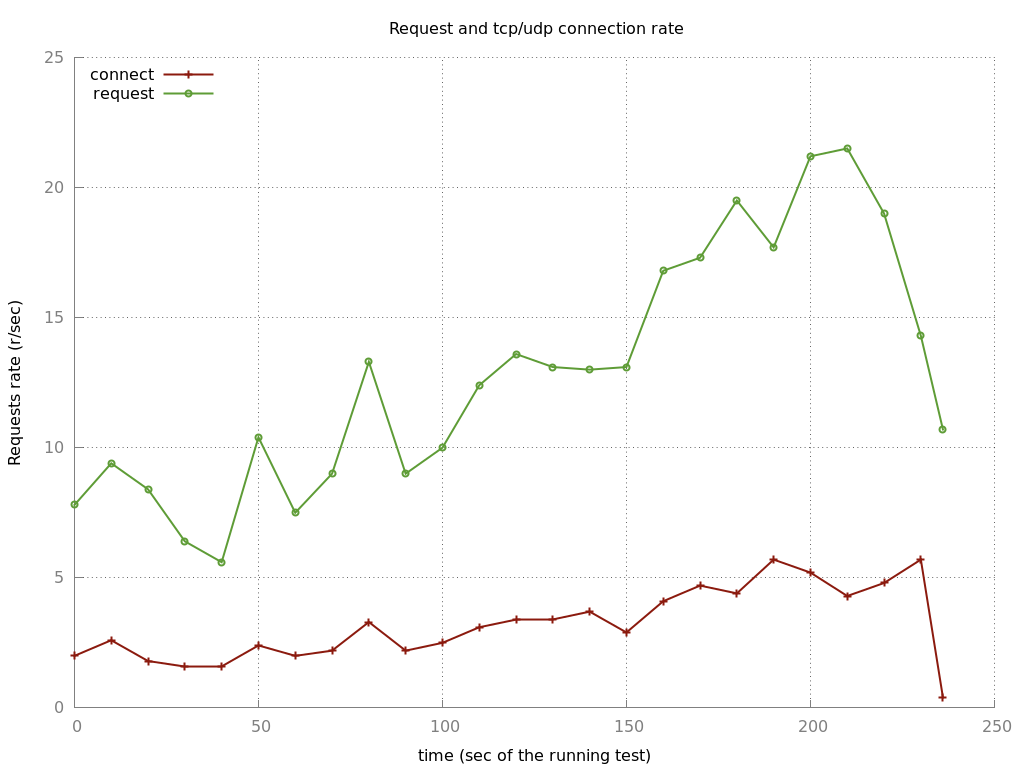 Request and tcp/udp connection rate
25
connect
request
20
15
10
5
0
Requests rate (r/sec)
0 50 100 150 200 250
time (sec of the running test)